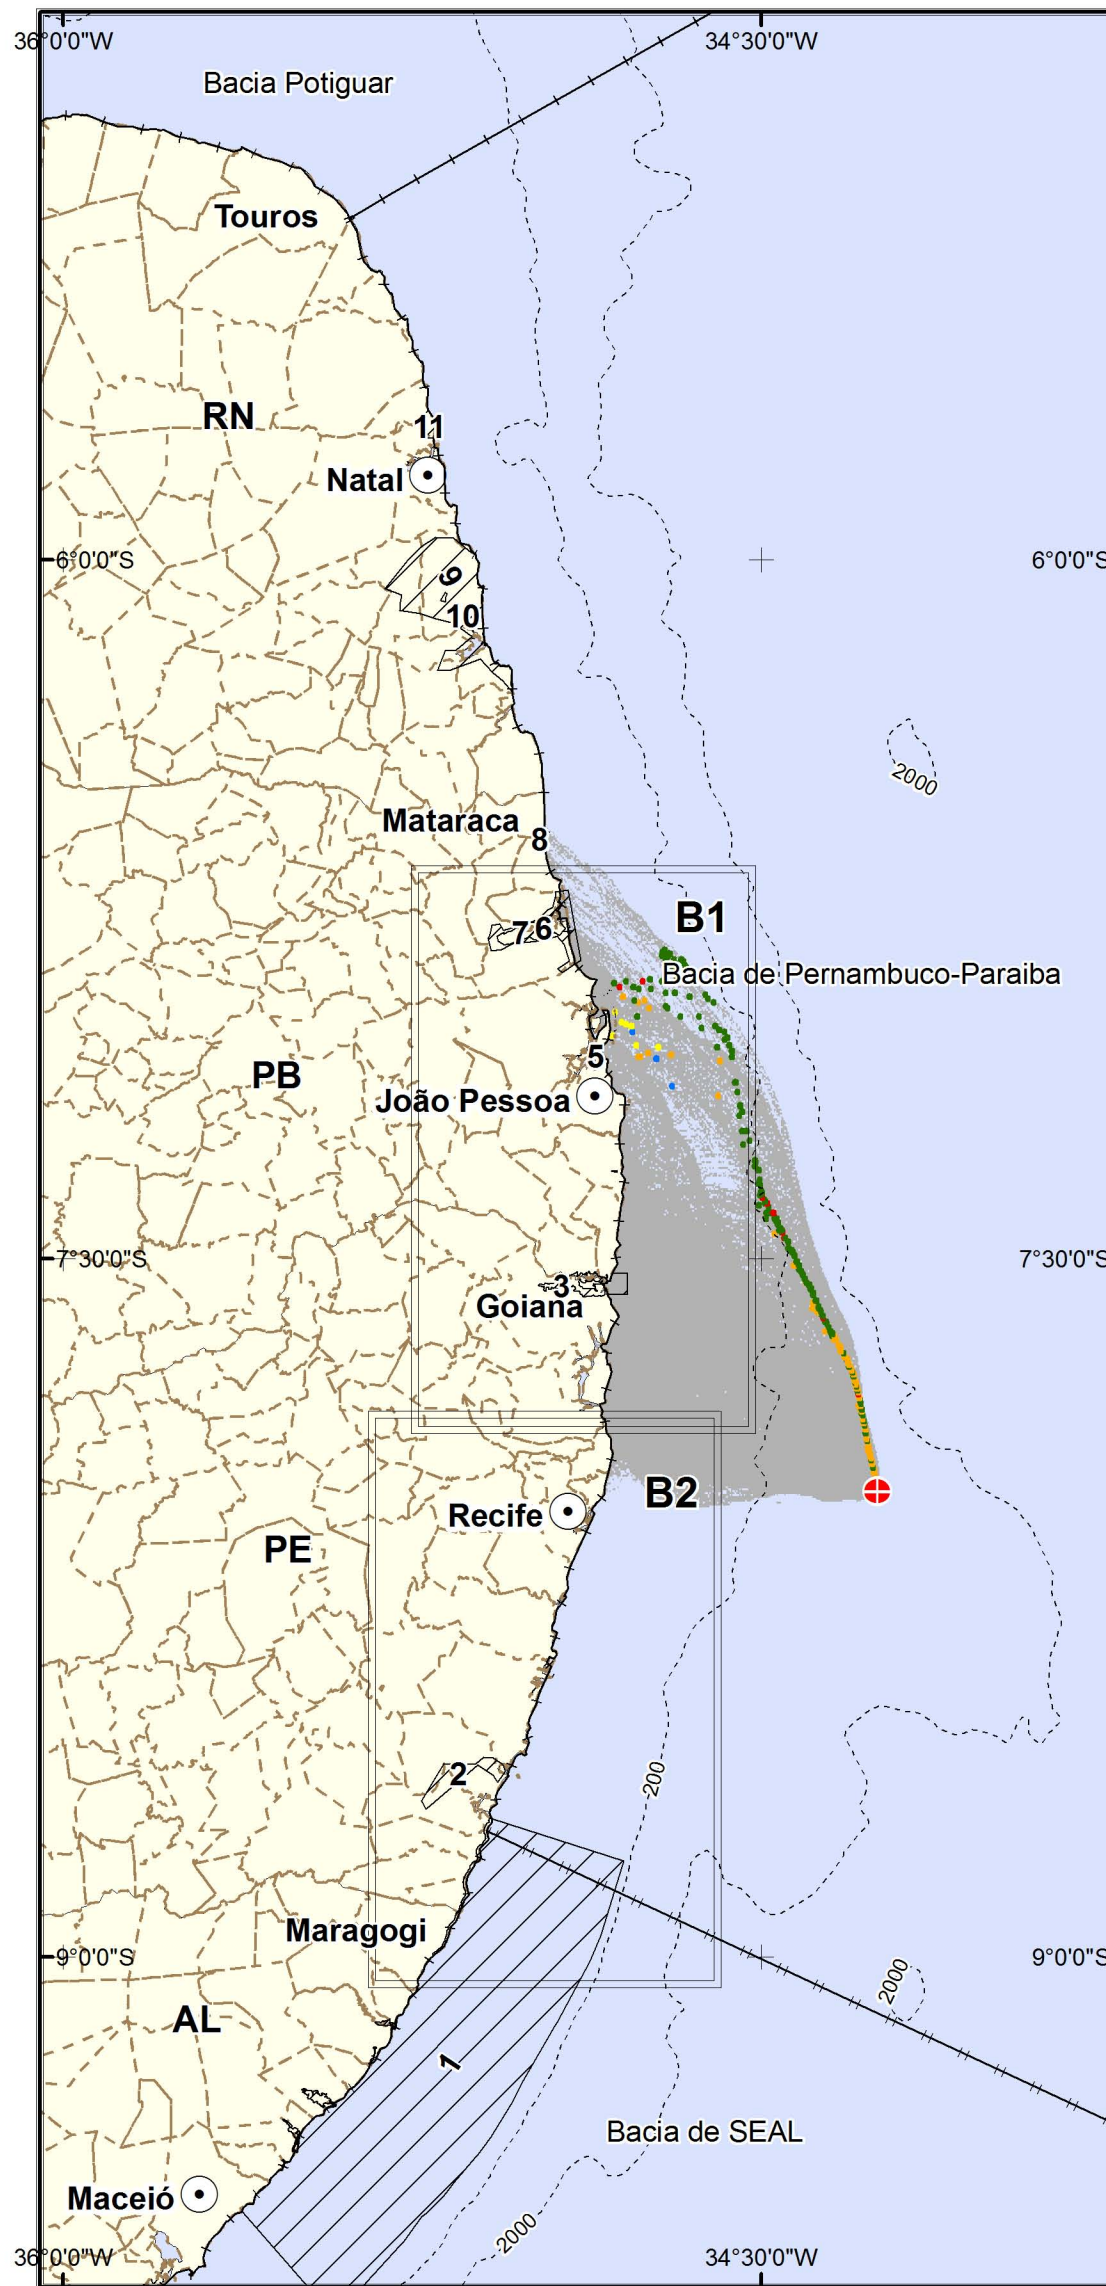 36°0'0"W
34°30'0"W
Bacia Potiguar
Touros
RN
11
Natal
6°0'0"S
6°0'0"S
9
10
2000
Mataraca
8
B1
7
6
Bacia de Pernambuco-Paraiba
5
PB
João Pessoa
7°30'0"S
7°30'0"S
3
Goiana
B2
Recife
PE
2
200
Maragogi
9°0'0"S
9°0'0"S
2000
AL
1
Bacia de SEAL
Maceió
2000
36°0'0"W
34°30'0"W